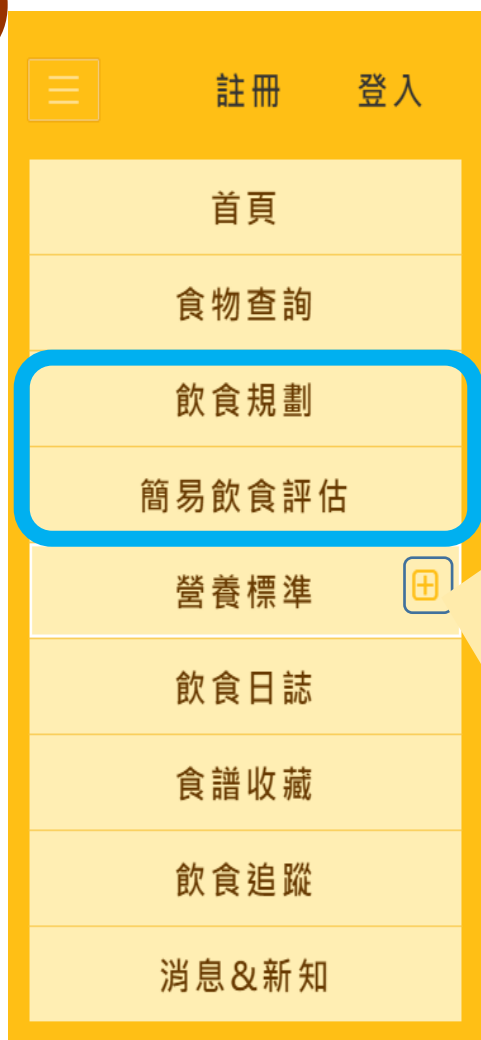 註冊 登入
首頁
食物查詢
飲食規劃
簡易飲食評估
營養標準
飲食日誌
食譜收藏
飲食追蹤
消息&新知